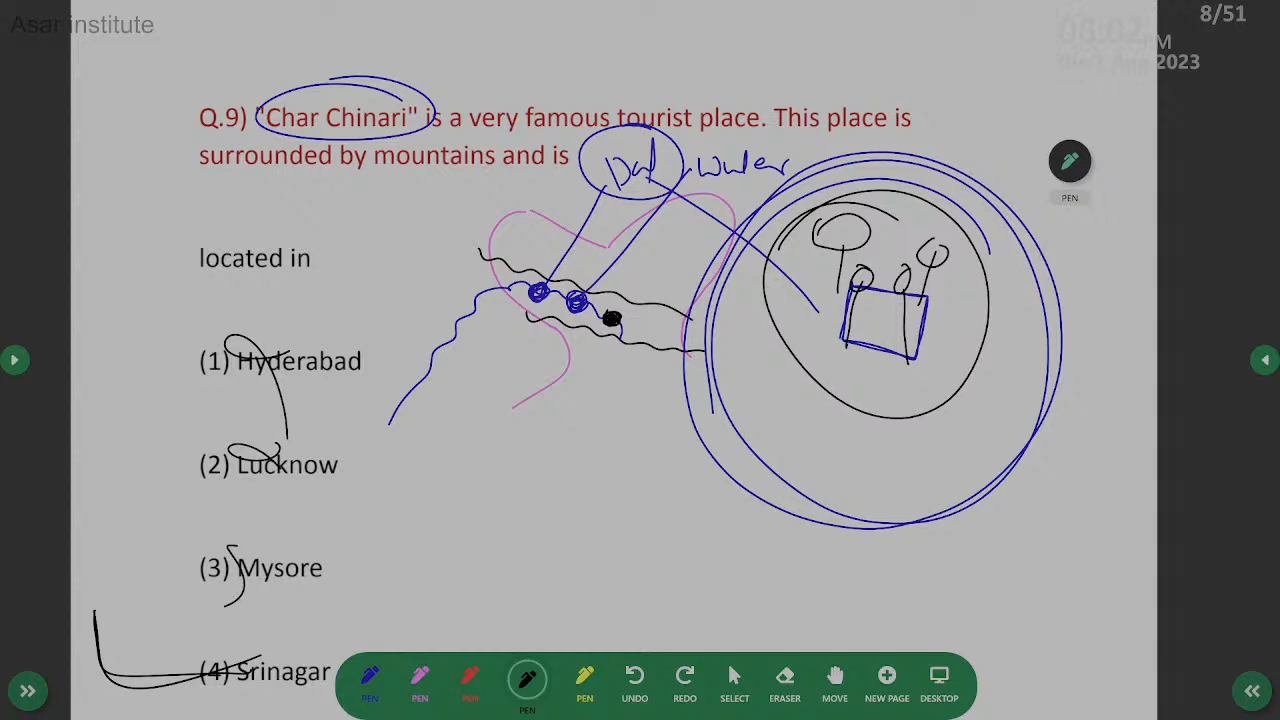 Asar institute
8/51
2023
Q.9) "Char Chinari" is a very famous tourist place. This place is
surrounded by mountains and is
Dal
located in
(1) Hyderabad
(2) Lucknow
(3) Mysore
(4) Srinagar
PEN
PEN PEN PEN PEN PEN UNDO REDO SELECT ERASER MOVE NEW PAGE DESKTOP